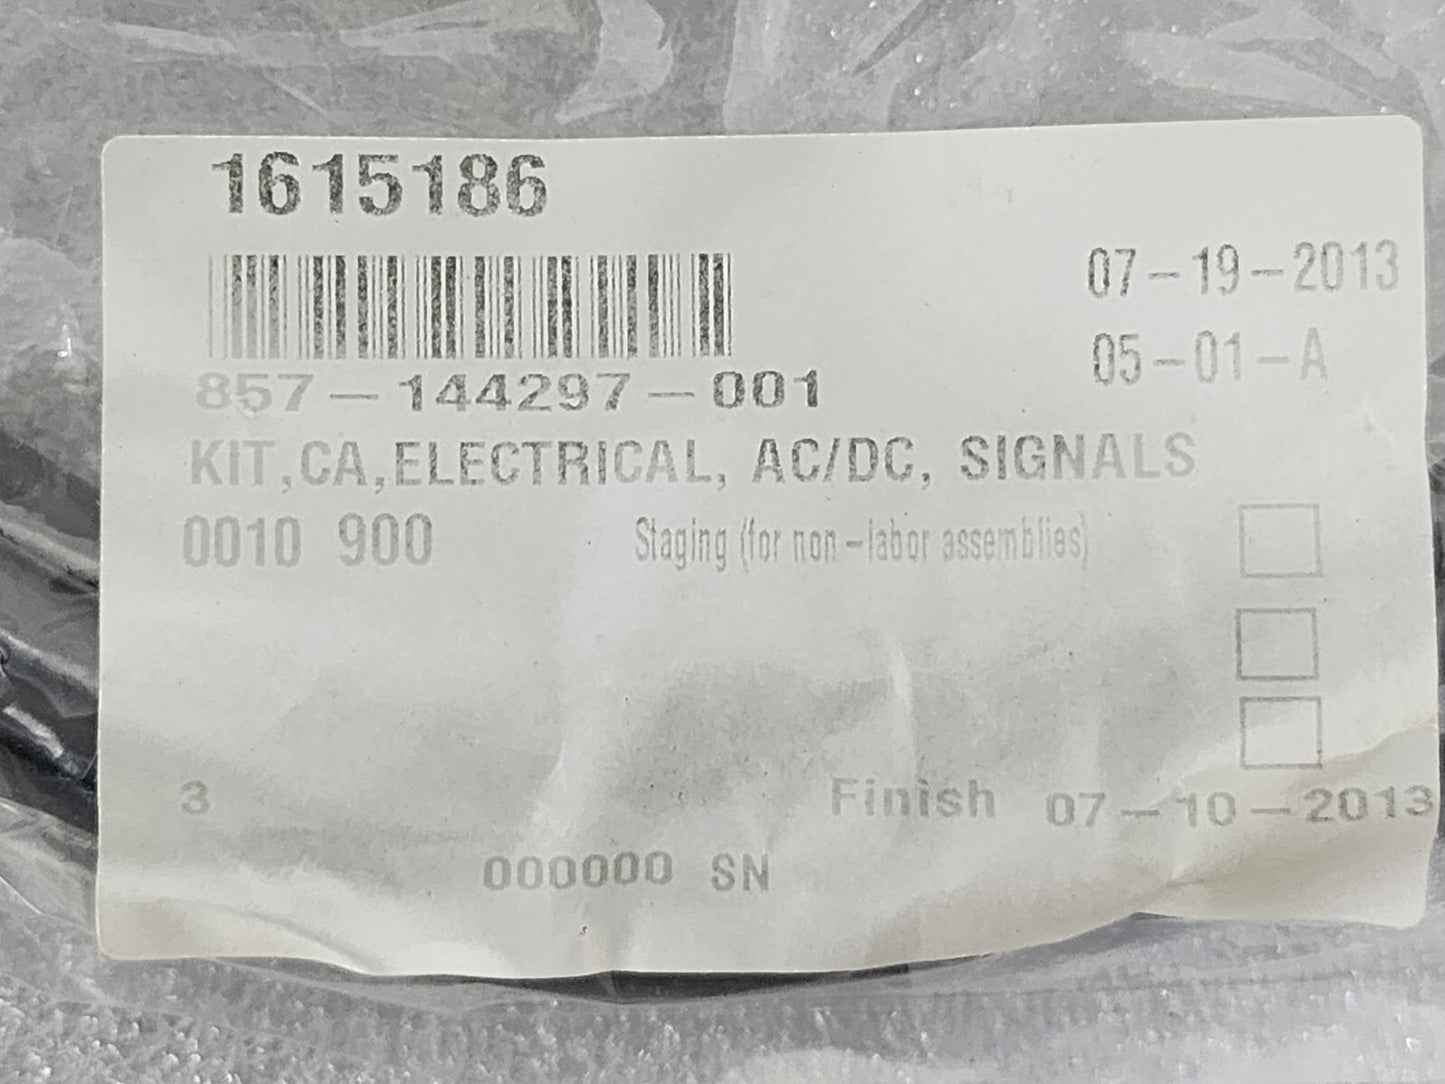 1615186
07-19-2013
05-01-A
857-144297-001
KIT,CA,ELECTRICAL, AC/DC, SIGNALS
0010 900 Staging (for non-labor assemblies)
3 Finish 07-10-2013
000000 SN